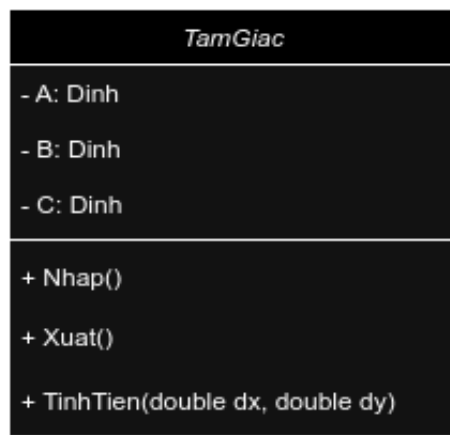 TamGiac
- A: Dinh
- B: Dinh
- C: Dinh
+ Nhap()
+ Xuat()
+ TinhTien(double dx, double dy)